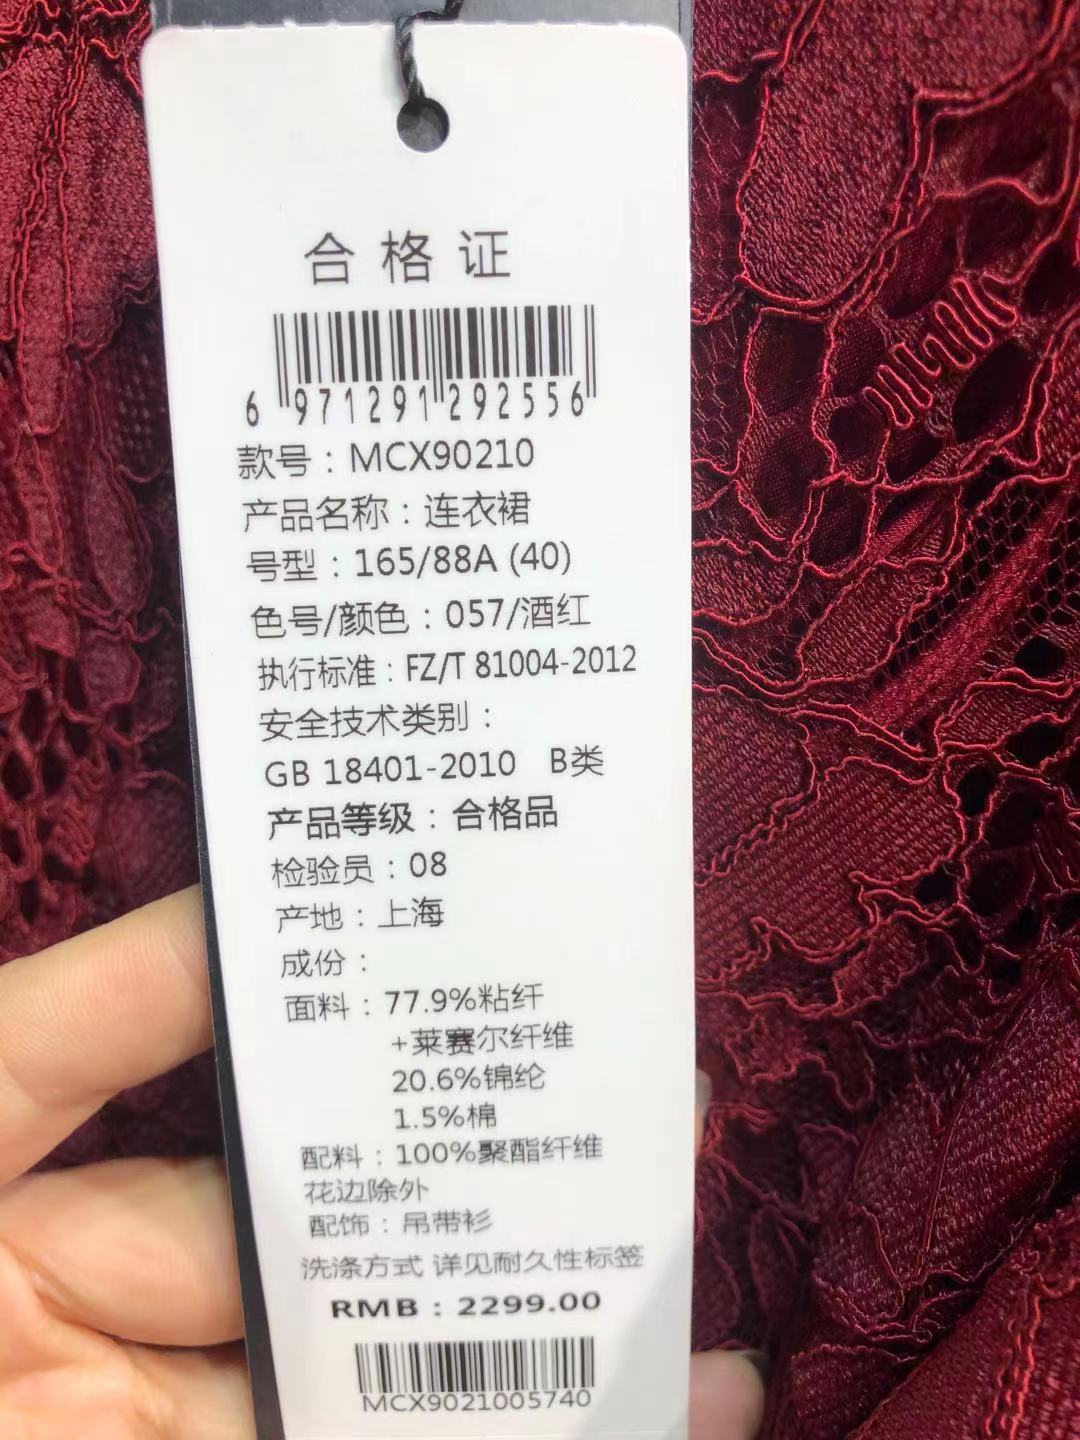 合格证
6 971291 292556
款号：MCX90210
产品名称：连衣裙
号型：165/88A (40)
色号/颜色：057/酒红
执行标准：FZ/T 81004-2012
安全技术类别：
GB 18401-2010 B类
产品等级：合格品
检验员：08
产地：上海
成份：
面料：77.9%粘纤
+莱赛尔纤维
20.6%锦纶
1.5%棉
配料：100%聚酯纤维
花边除外
配饰：吊带衫
洗涤方式 详见耐久性标签
RMB：2299.00
MCX9021005740